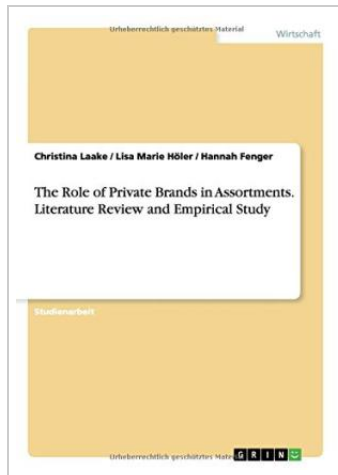 Urheberrechtlich geschütztes Material
Wirtschaft
Christina Laake / Lisa Marie Höler / Hannah Fenger
The Role of Private Brands in Assortments.
Literature Review and Empirical Study
Studienarbeit
Urheberrechtlich geschütztes Mate
GRIN